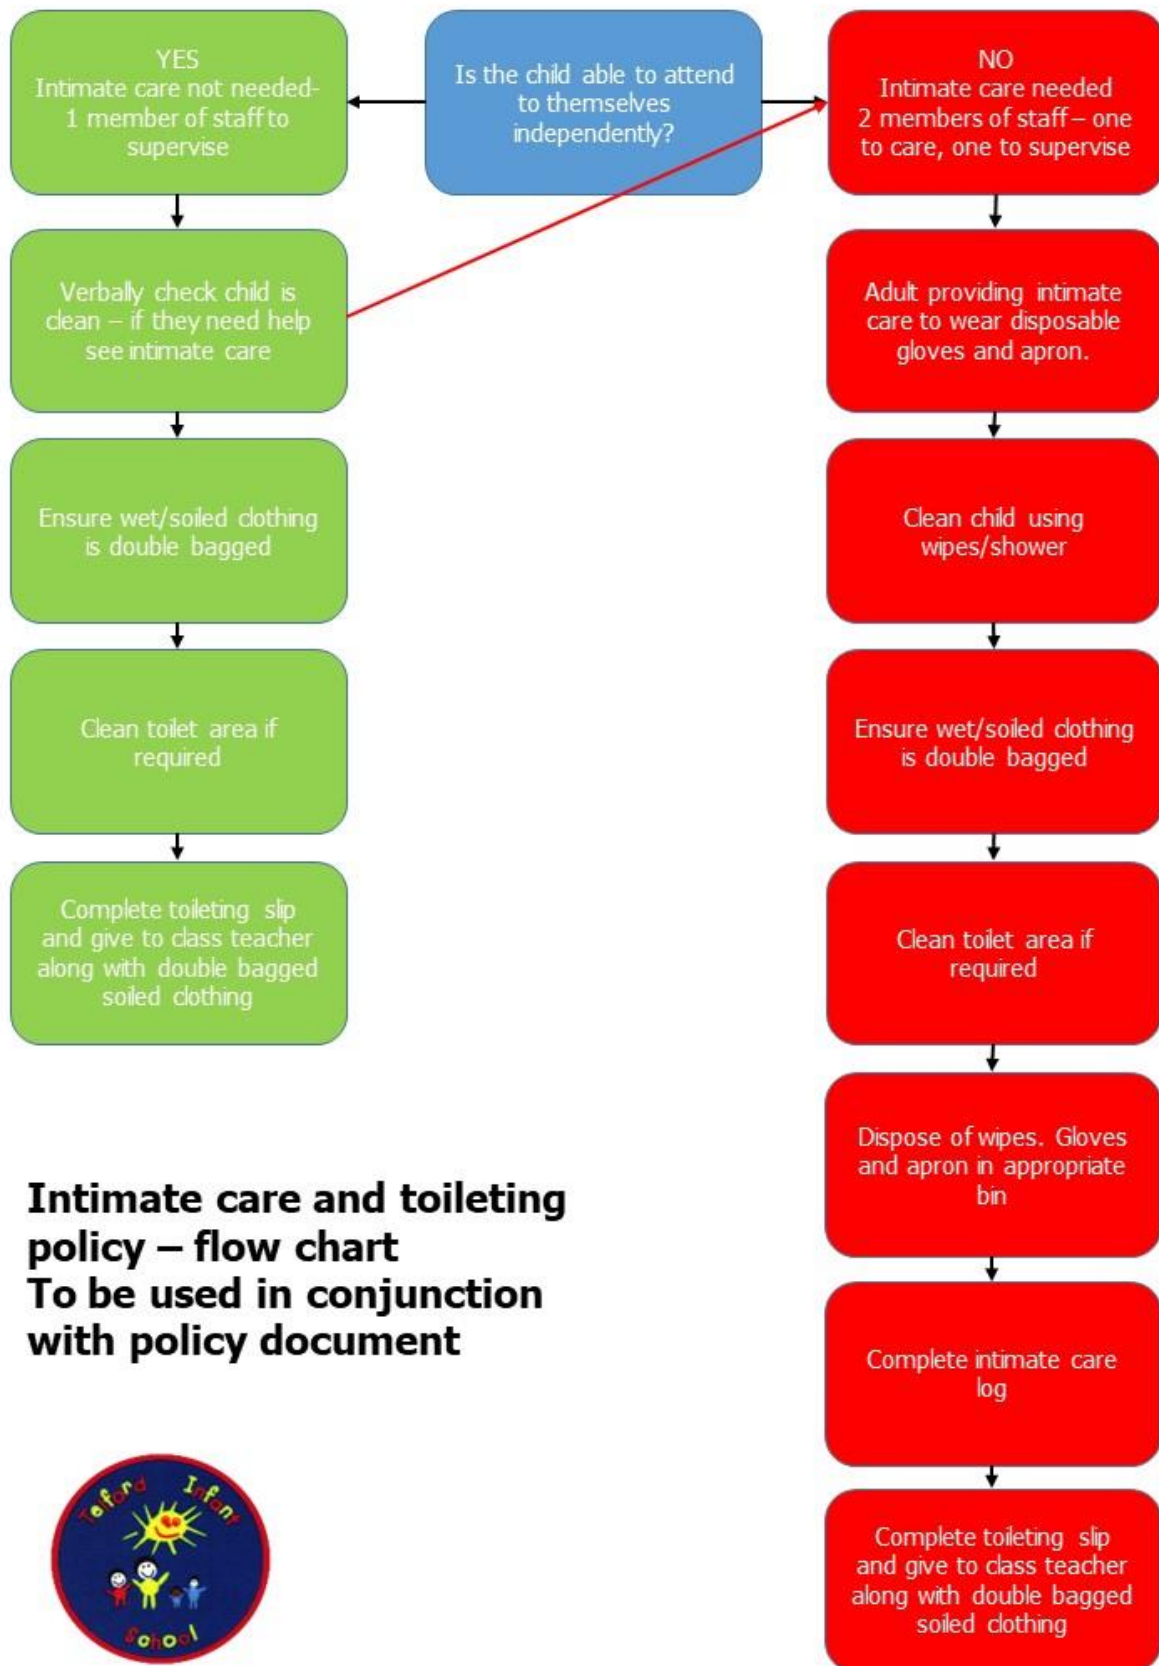 YES
Intimate care not needed-
1 member of staff to
supervise
Is the child able to attend
to themselves
independently?
NO
Intimate care needed
2 members of staff – one
to care, one to supervise
Verbally check child is
clean – if they need help
see intimate care
Adult providing intimate
care to wear disposable
gloves and apron.
Ensure wet/soiled clothing
is double bagged
Clean child using
wipes/shower
Clean toilet area if
required
Ensure wet/soiled clothing
is double bagged
Complete toileting slip
and give to class teacher
along with double bagged
soiled clothing
Clean toilet area if
required
Dispose of wipes. Gloves
and apron in appropriate
bin
Intimate care and toileting
policy – flow chart
To be used in conjunction
with policy document
Complete intimate care
log
Complete toileting slip
and give to class teacher
along with double bagged
soiled clothing
Telford Infant
School